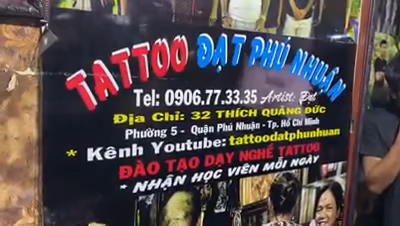 TATTOO ĐẠT PHÚ NHUẬN
Tel: 0906.77.33.35 Artist: Đạt
Địa Chỉ: 32 THÍCH QUẢNG ĐỨC
Phường 5 - Quận Phú Nhuận - Tp. Hồ Chí Minh
* Kênh Youtube: tattoodatphunhuan
ĐÀO TẠO DẠY NGHỀ TATTOO
* NHẬN HỌC VIÊN MỖI NGÀY